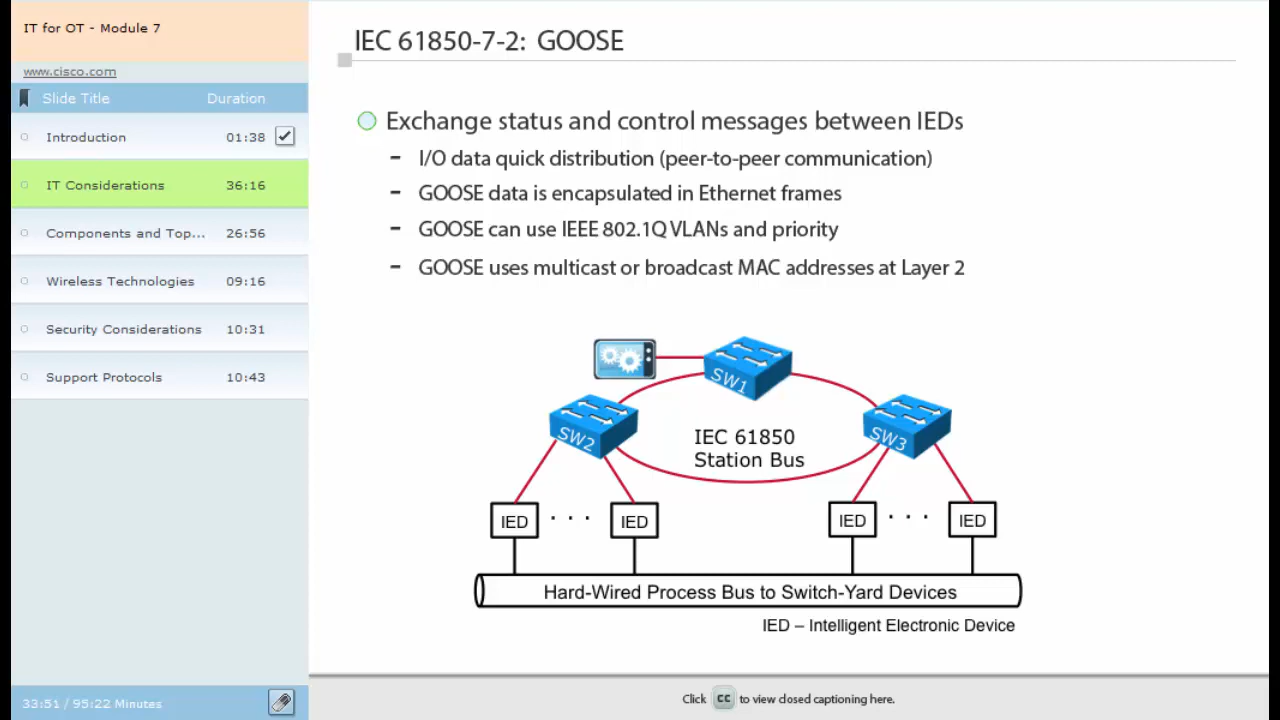 IT for OT - Module 7
www.cisco.com
Slide Title Duration
Introduction 01:38
IT Considerations 36:16
Components and Top... 26:56
Wireless Technologies 09:16
Security Considerations 10:31
Support Protocols 10:43
33:51 / 95:22 Minutes
IEC 61850-7-2: GOOSE
Exchange status and control messages between IEDs
- I/O data quick distribution (peer-to-peer communication)
- GOOSE data is encapsulated in Ethernet frames
- GOOSE can use IEEE 802.1Q VLANs and priority
- GOOSE uses multicast or broadcast MAC addresses at Layer 2
SW1
SW2
SW3
IEC 61850
Station Bus
IED . . . IED
IED . . . IED
Hard-Wired Process Bus to Switch-Yard Devices
IED – Intelligent Electronic Device
Click CC to view closed captioning here.